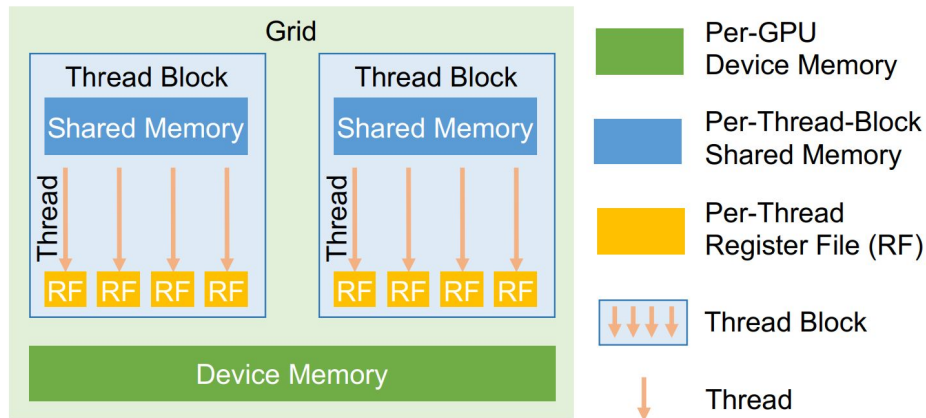 Grid
Thread Block
Shared Memory
Thread
RF RF RF RF
Thread Block
Shared Memory
Thread
RF RF RF RF
Device Memory
Per-GPU
Device Memory
Per-Thread-Block
Shared Memory
Per-Thread
Register File (RF)
Thread Block
Thread